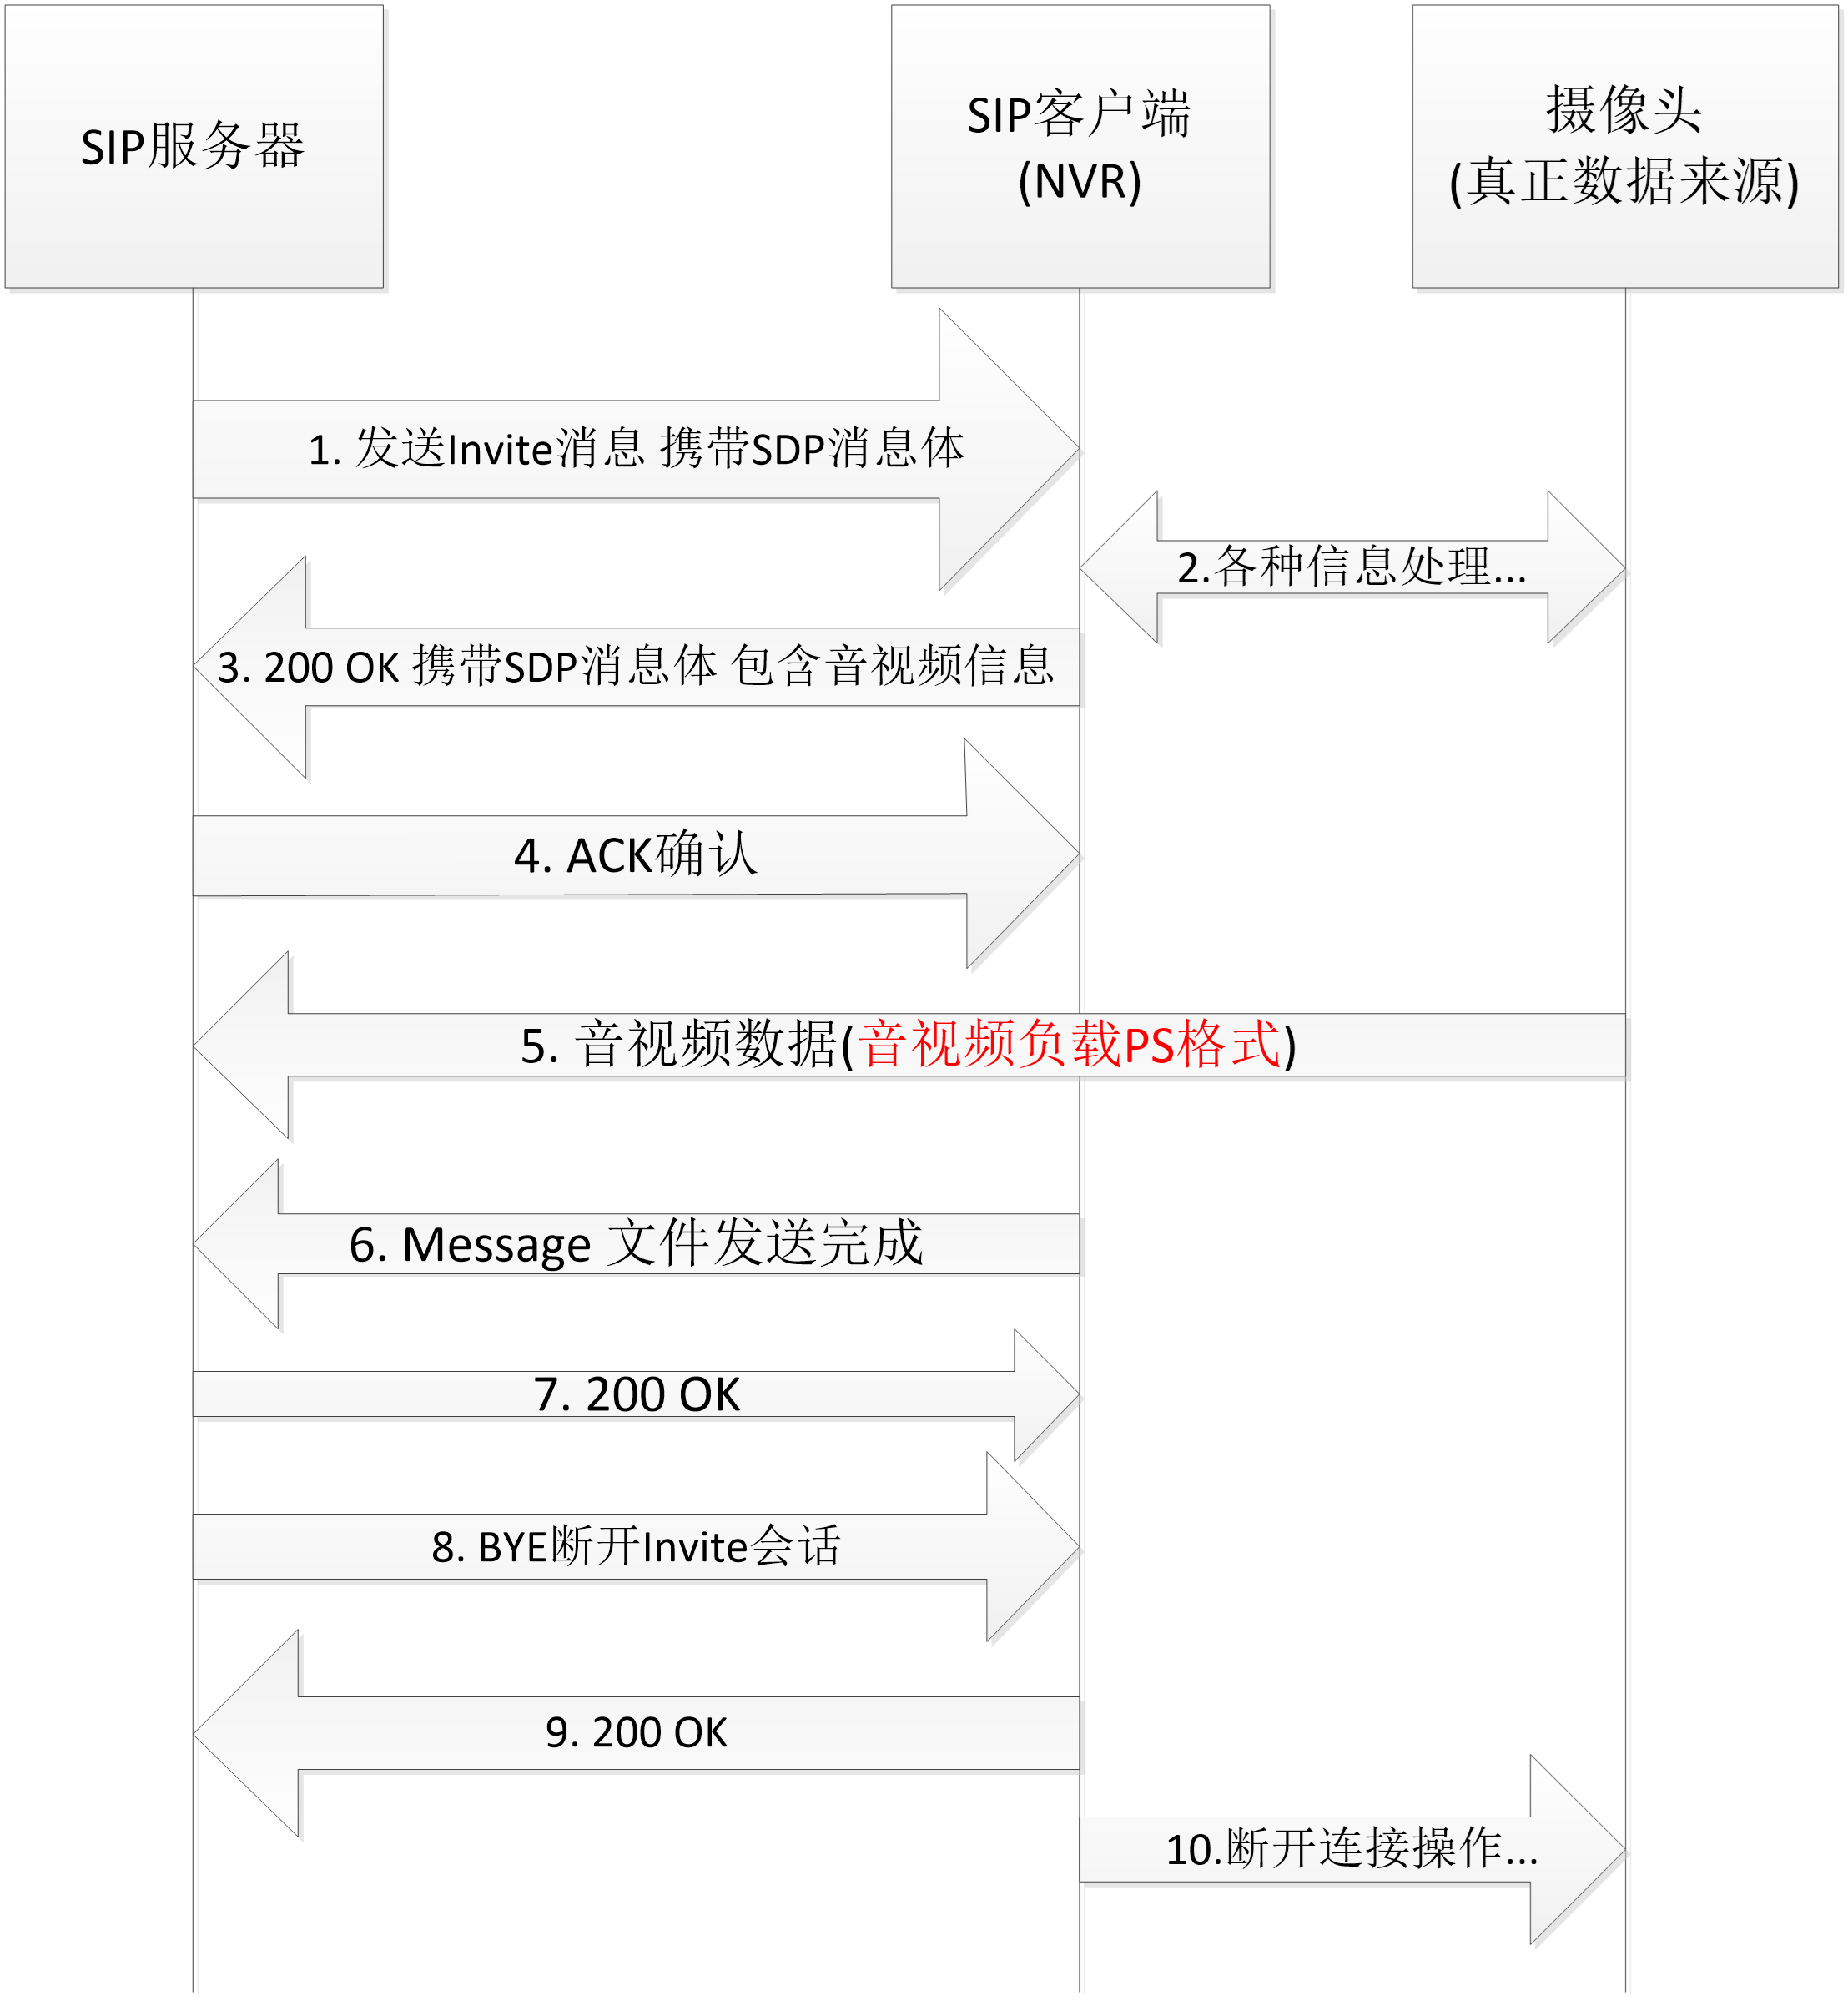 SIP服务器
SIP客户端
(NVR)
摄像头
(真正数据来源)
1. 发送Invite消息 携带SDP消息体
2.各种信息处理...
3. 200 OK 携带SDP消息体 包含音视频信息
4. ACK确认
5. 音视频数据(音视频负载PS格式)
6. Message 文件发送完成
7. 200 OK
8. BYE断开Invite会话
9. 200 OK
10.断开连接操作...